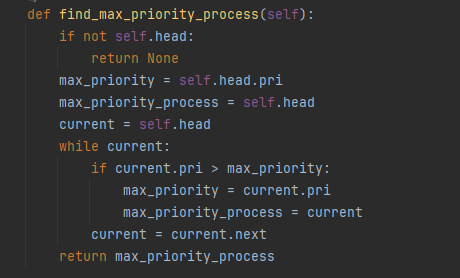 def find_max_priority_process(self):
    if not self.head:
        return None
    max_priority = self.head.pri
    max_priority_process = self.head
    current = self.head
    while current:
        if current.pri > max_priority:
            max_priority = current.pri
            max_priority_process = current
        current = current.next
    return max_priority_process